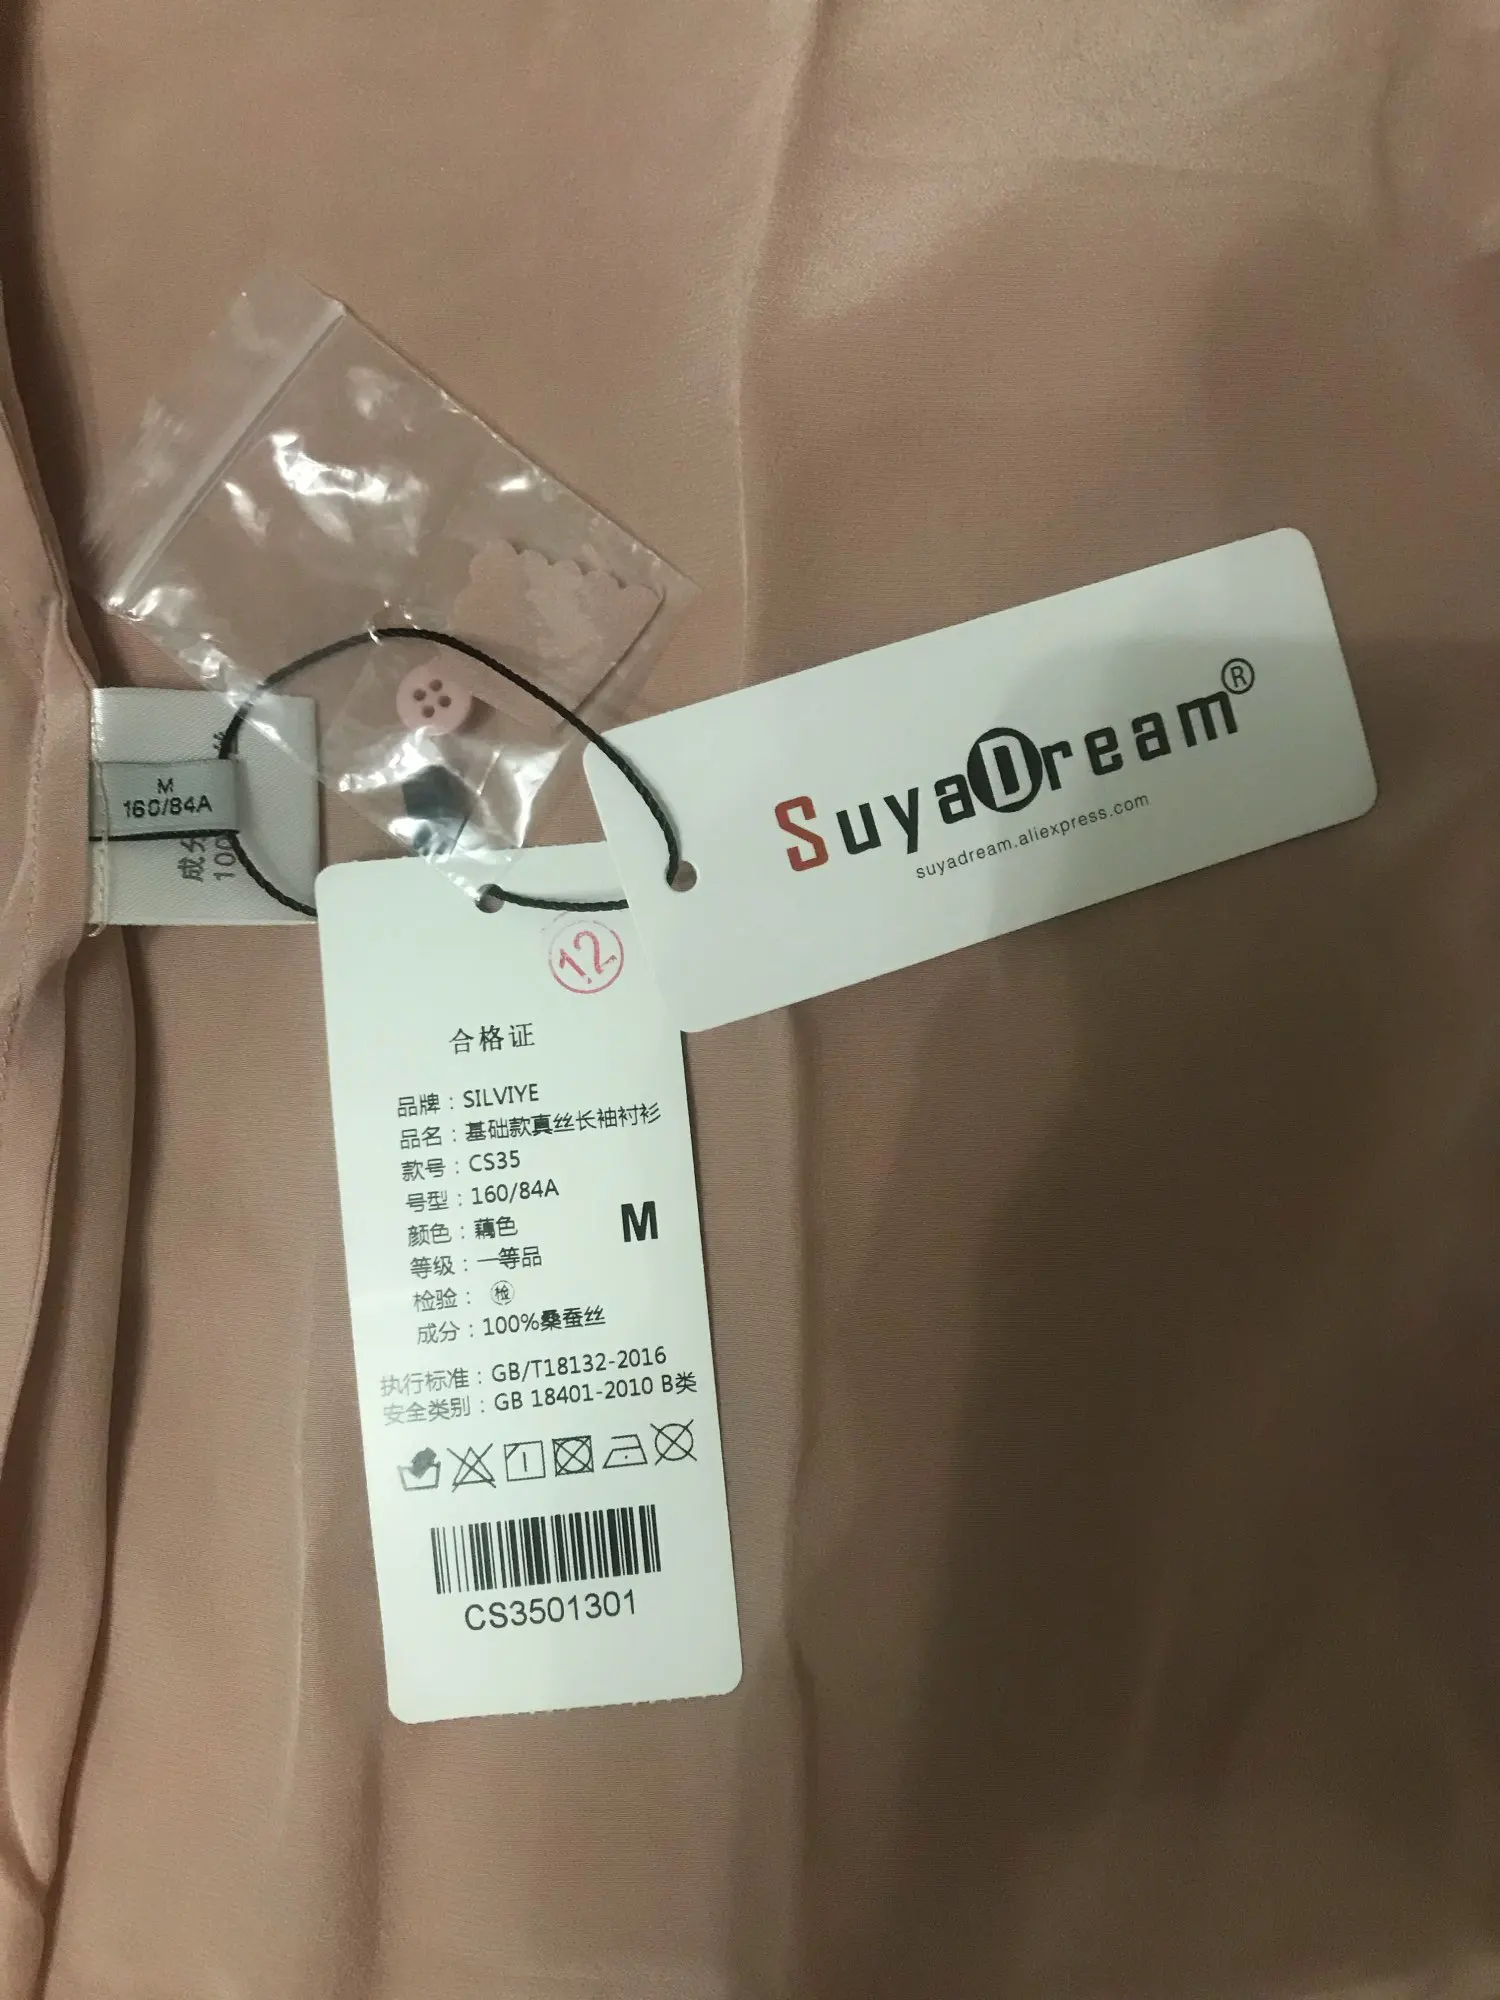 SuyaDream®
suyadream.aliexpress.com
M
160/84A
成分
100
12
合格证
品牌：SILVIYE
品名：基础款真丝长袖衬衫
款号：CS35
号型：160/84A
M
颜色：藕色
等级：一等品
检验：检
成分：100%桑蚕丝
执行标准：GB/T18132-2016
安全类别：GB 18401-2010 B类
CS3501301